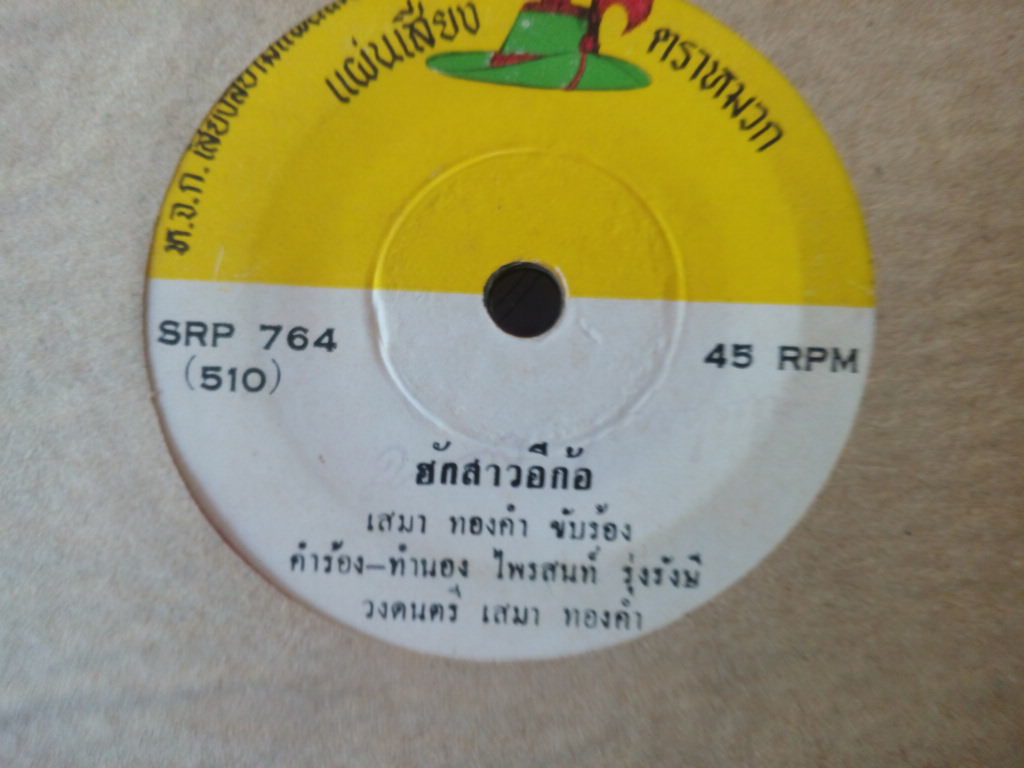 แผ่นเสียง ตราหมวก
SRP 764
(510)
45 RPM
ฮักสาวอีก้อ
เสมา ทองคำ ขับร้อง
คำร้อง-ทำนอง ไพรสนท์ รุ่งรังษี
วงดนตรี เสมา ทองคำ